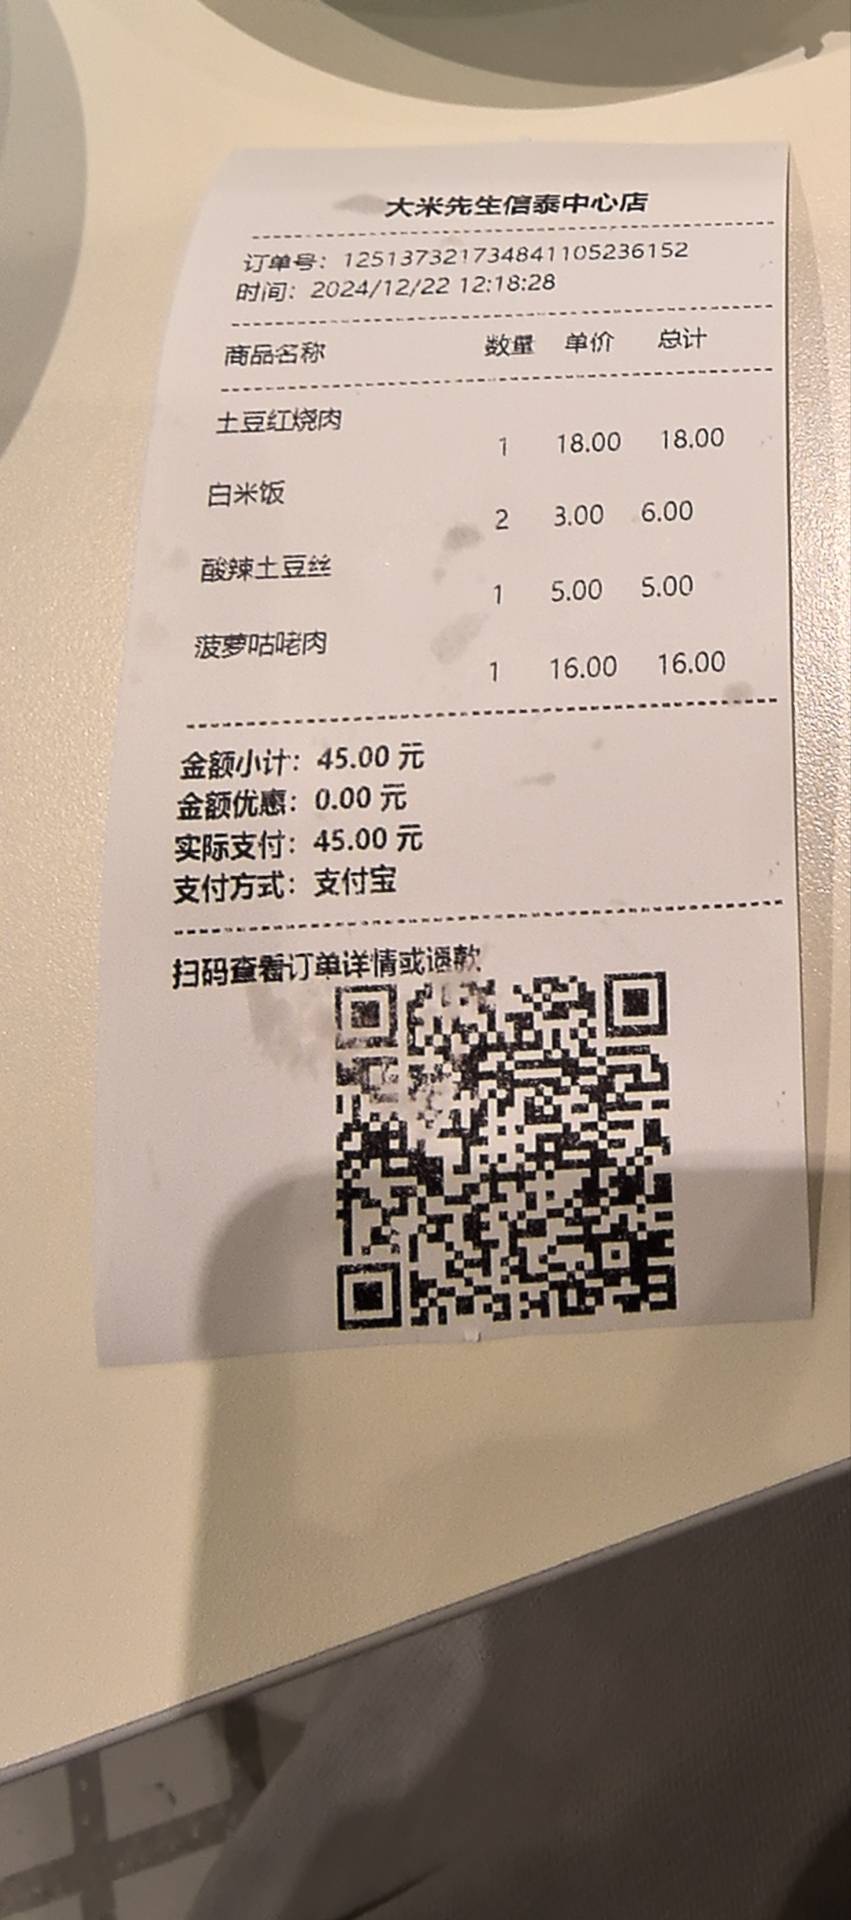 大米先生信泰中心店
订单号：1251373217348411052361​52
时间：2024/12/22 12:18:28
商品名称 数量 单价 总计
土豆红烧肉
1 18.00 18.00
白米饭
2 3.00 6.00
酸辣土豆丝
1 5.00 5.00
菠萝咕咾肉
1 16.00 16.00
金额小计：45.00 元
金额优惠：0.00 元
实际支付：45.00 元
支付方式：支付宝
扫码查看订单详情或退款